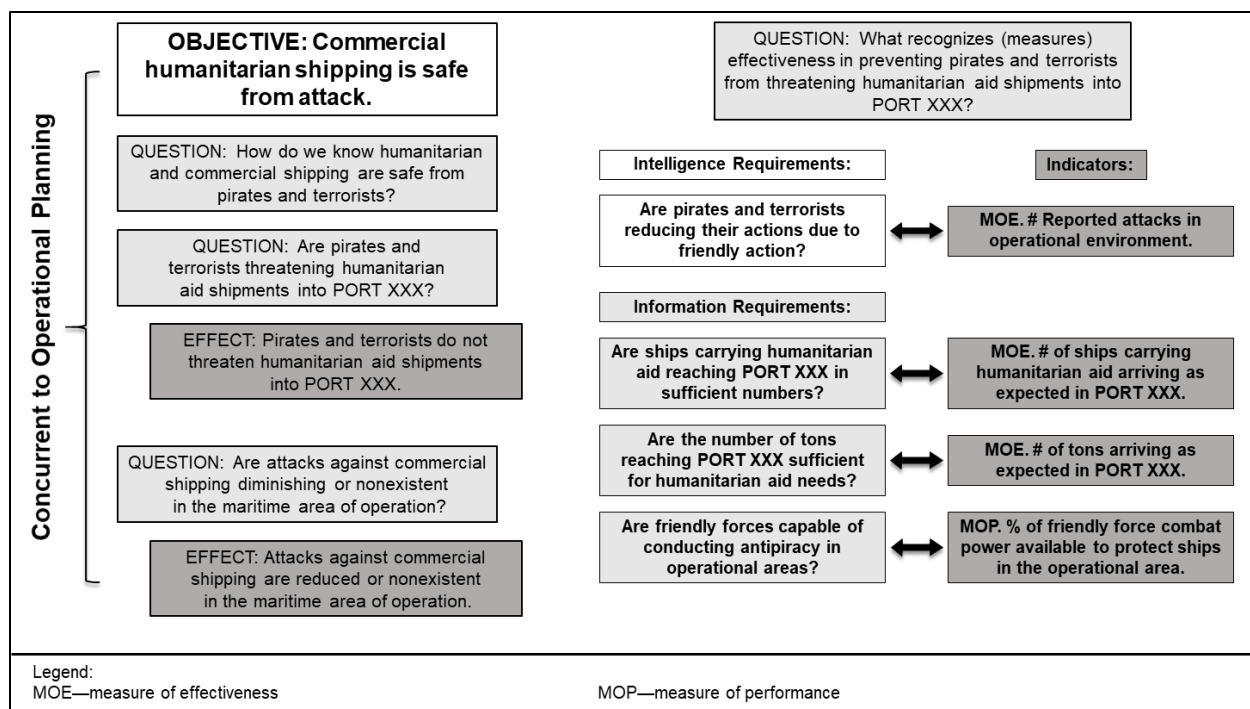 Concurrent to Operational Planning
OBJECTIVE: Commercial
humanitarian shipping is safe
from attack.
QUESTION: How do we know humanitarian
and commercial shipping are safe from
pirates and terrorists?
QUESTION: Are pirates and
terrorists threatening humanitarian
aid shipments into PORT XXX?
EFFECT: Pirates and terrorists do not
threaten humanitarian aid shipments
into PORT XXX.
QUESTION: Are attacks against commercial
shipping diminishing or nonexistent
in the maritime area of operation?
EFFECT: Attacks against commercial
shipping are reduced or nonexistent
in the maritime area of operation.
QUESTION: What recognizes (measures)
effectiveness in preventing pirates and terrorists
from threatening humanitarian aid shipments into
PORT XXX?
Intelligence Requirements:
Indicators:
Are pirates and terrorists
reducing their actions due to
friendly action?
MOE. # Reported attacks in
operational environment.
Information Requirements:
Are ships carrying humanitarian
aid reaching PORT XXX in
sufficient numbers?
MOE. # of ships carrying
humanitarian aid arriving as
expected in PORT XXX.
Are the number of tons
reaching PORT XXX sufficient
for humanitarian aid needs?
MOE. # of tons arriving as
expected in PORT XXX.
Are friendly forces capable of
conducting antipiracy in
operational areas?
MOP. % of friendly force combat
power available to protect ships
in the operational area.
Legend:
MOE—measure of effectiveness
MOP—measure of performance